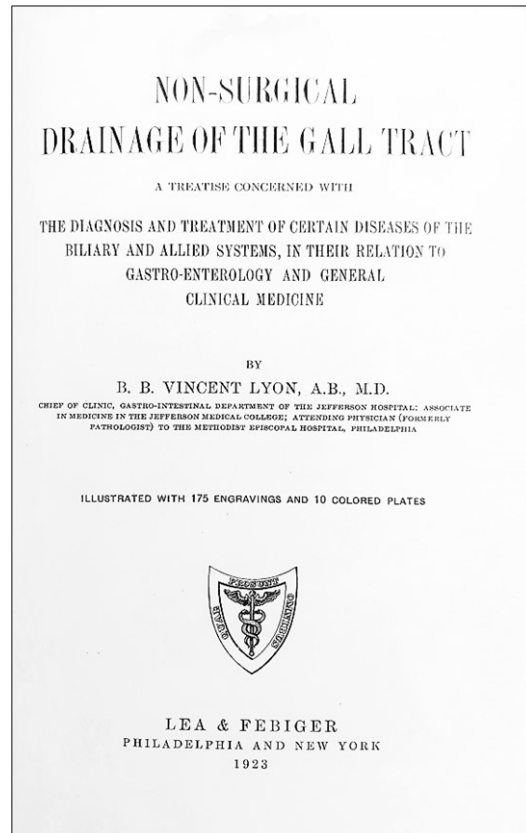 NON-SURGICAL
DRAINAGE OF THE GALL TRACT
A TREATISE CONCERNED WITH
THE DIAGNOSIS AND TREATMENT OF CERTAIN DISEASES OF THE
BILIARY AND ALLIED SYSTEMS, IN THEIR RELATION TO
GASTRO-ENTEROLOGY AND GENERAL
CLINICAL MEDICINE
BY
B. B. VINCENT LYON, A.B., M.D.
CHIEF OF CLINIC, GASTRO-INTESTINAL DEPARTMENT OF THE JEFFERSON HOSPITAL; ASSOCIATE
IN MEDICINE IN THE JEFFERSON MEDICAL COLLEGE; ATTENDING PHYSICIAN (FORMERLY
PATHOLOGIST) TO THE METHODIST EPISCOPAL HOSPITAL, PHILADELPHIA
ILLUSTRATED WITH 175 ENGRAVINGS AND 10 COLORED PLATES
PROSUNT
LEA & FEBIGER
PHILADELPHIA AND NEW YORK
1923